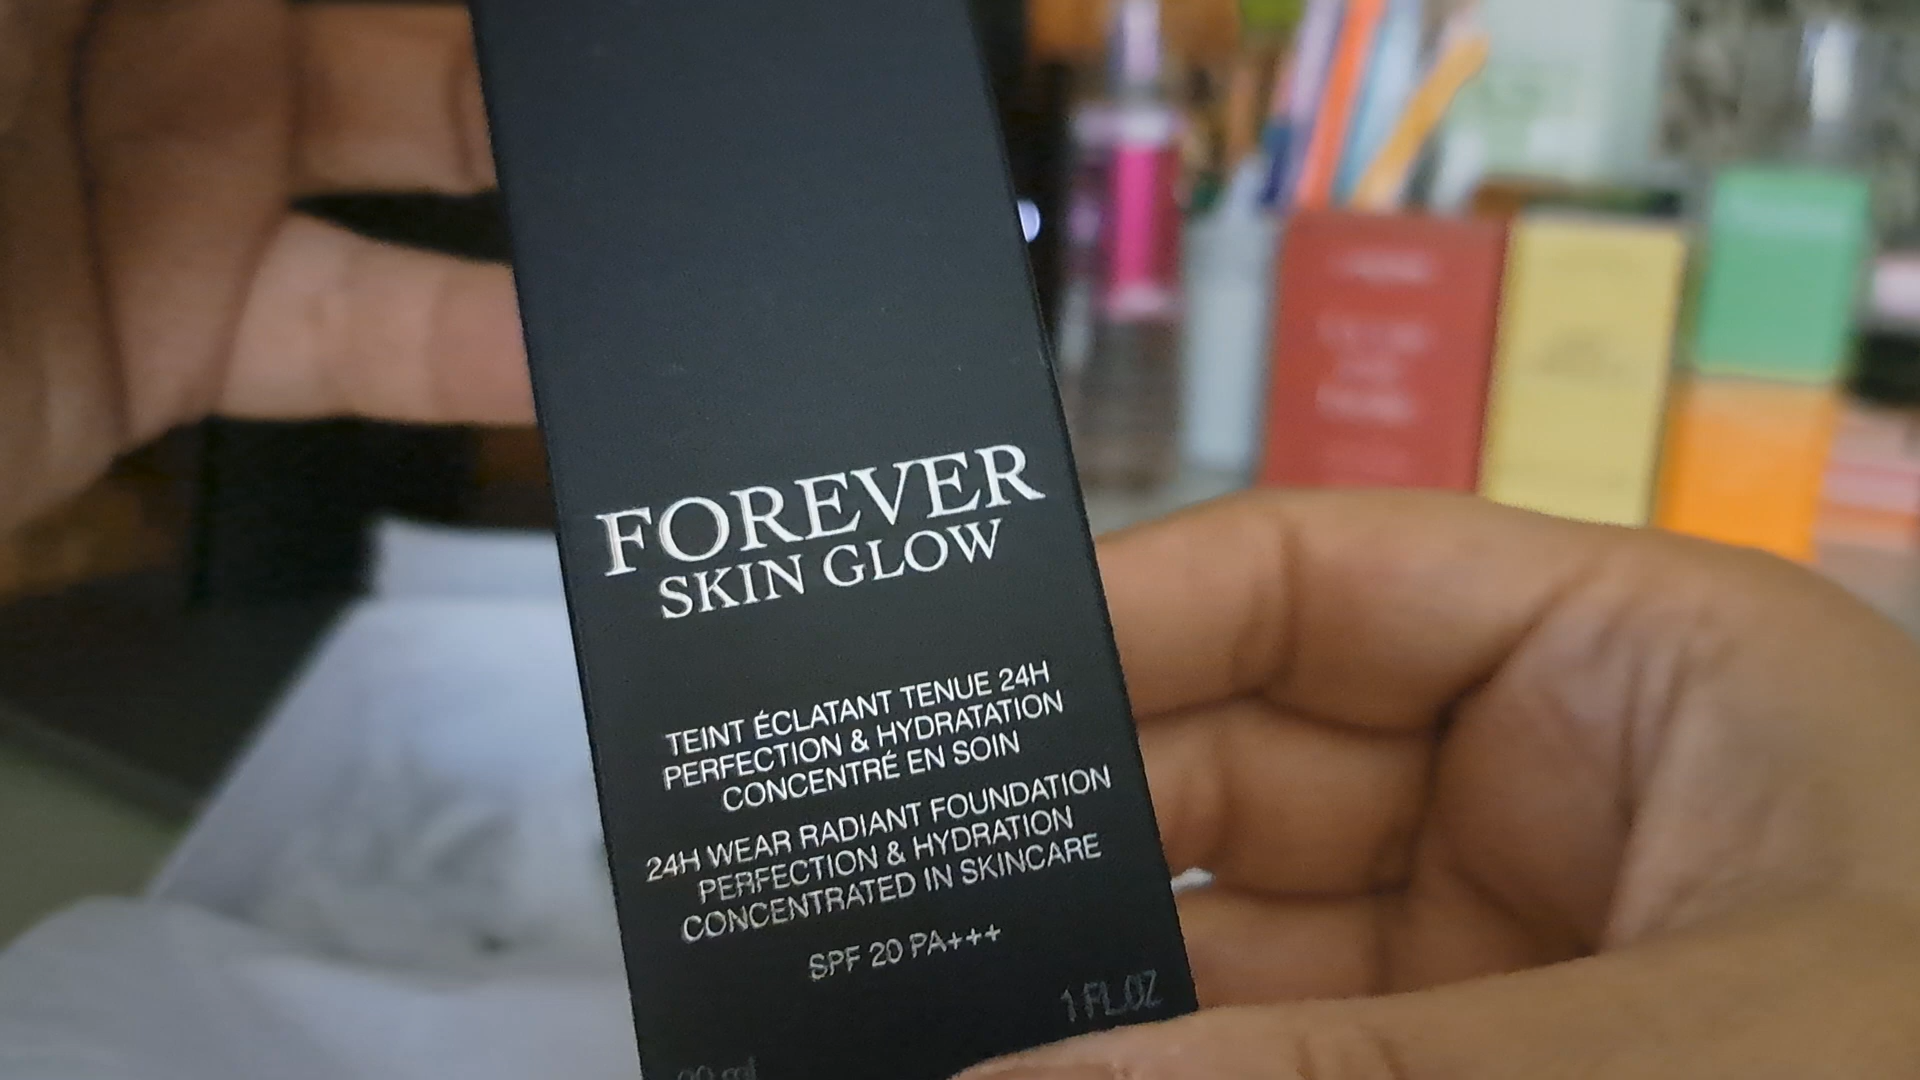 FOREVER
SKIN GLOW
TEINT ÉCLATANT TENUE 24H
PERFECTION & HYDRATATION
CONCENTRÉ EN SOIN
24H WEAR RADIANT FOUNDATION
PERFECTION & HYDRATION
CONCENTRATED IN SKINCARE
SPF 20 PA+++
1 FL.OZ